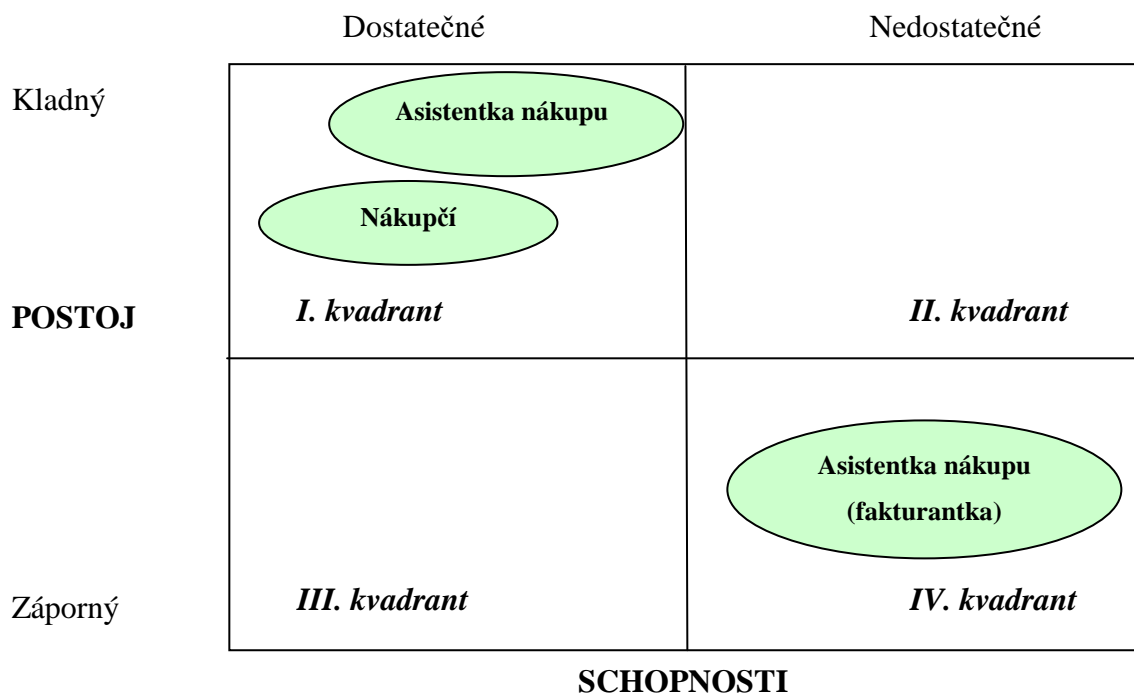 Dostatečné Nedostatečné
Kladný
Asistentka nákupu
Nákupčí
POSTOJ
I. kvadrant II. kvadrant
Asistentka nákupu
(fakturantka)
Záporný
III. kvadrant IV. kvadrant
SCHOPNOSTI